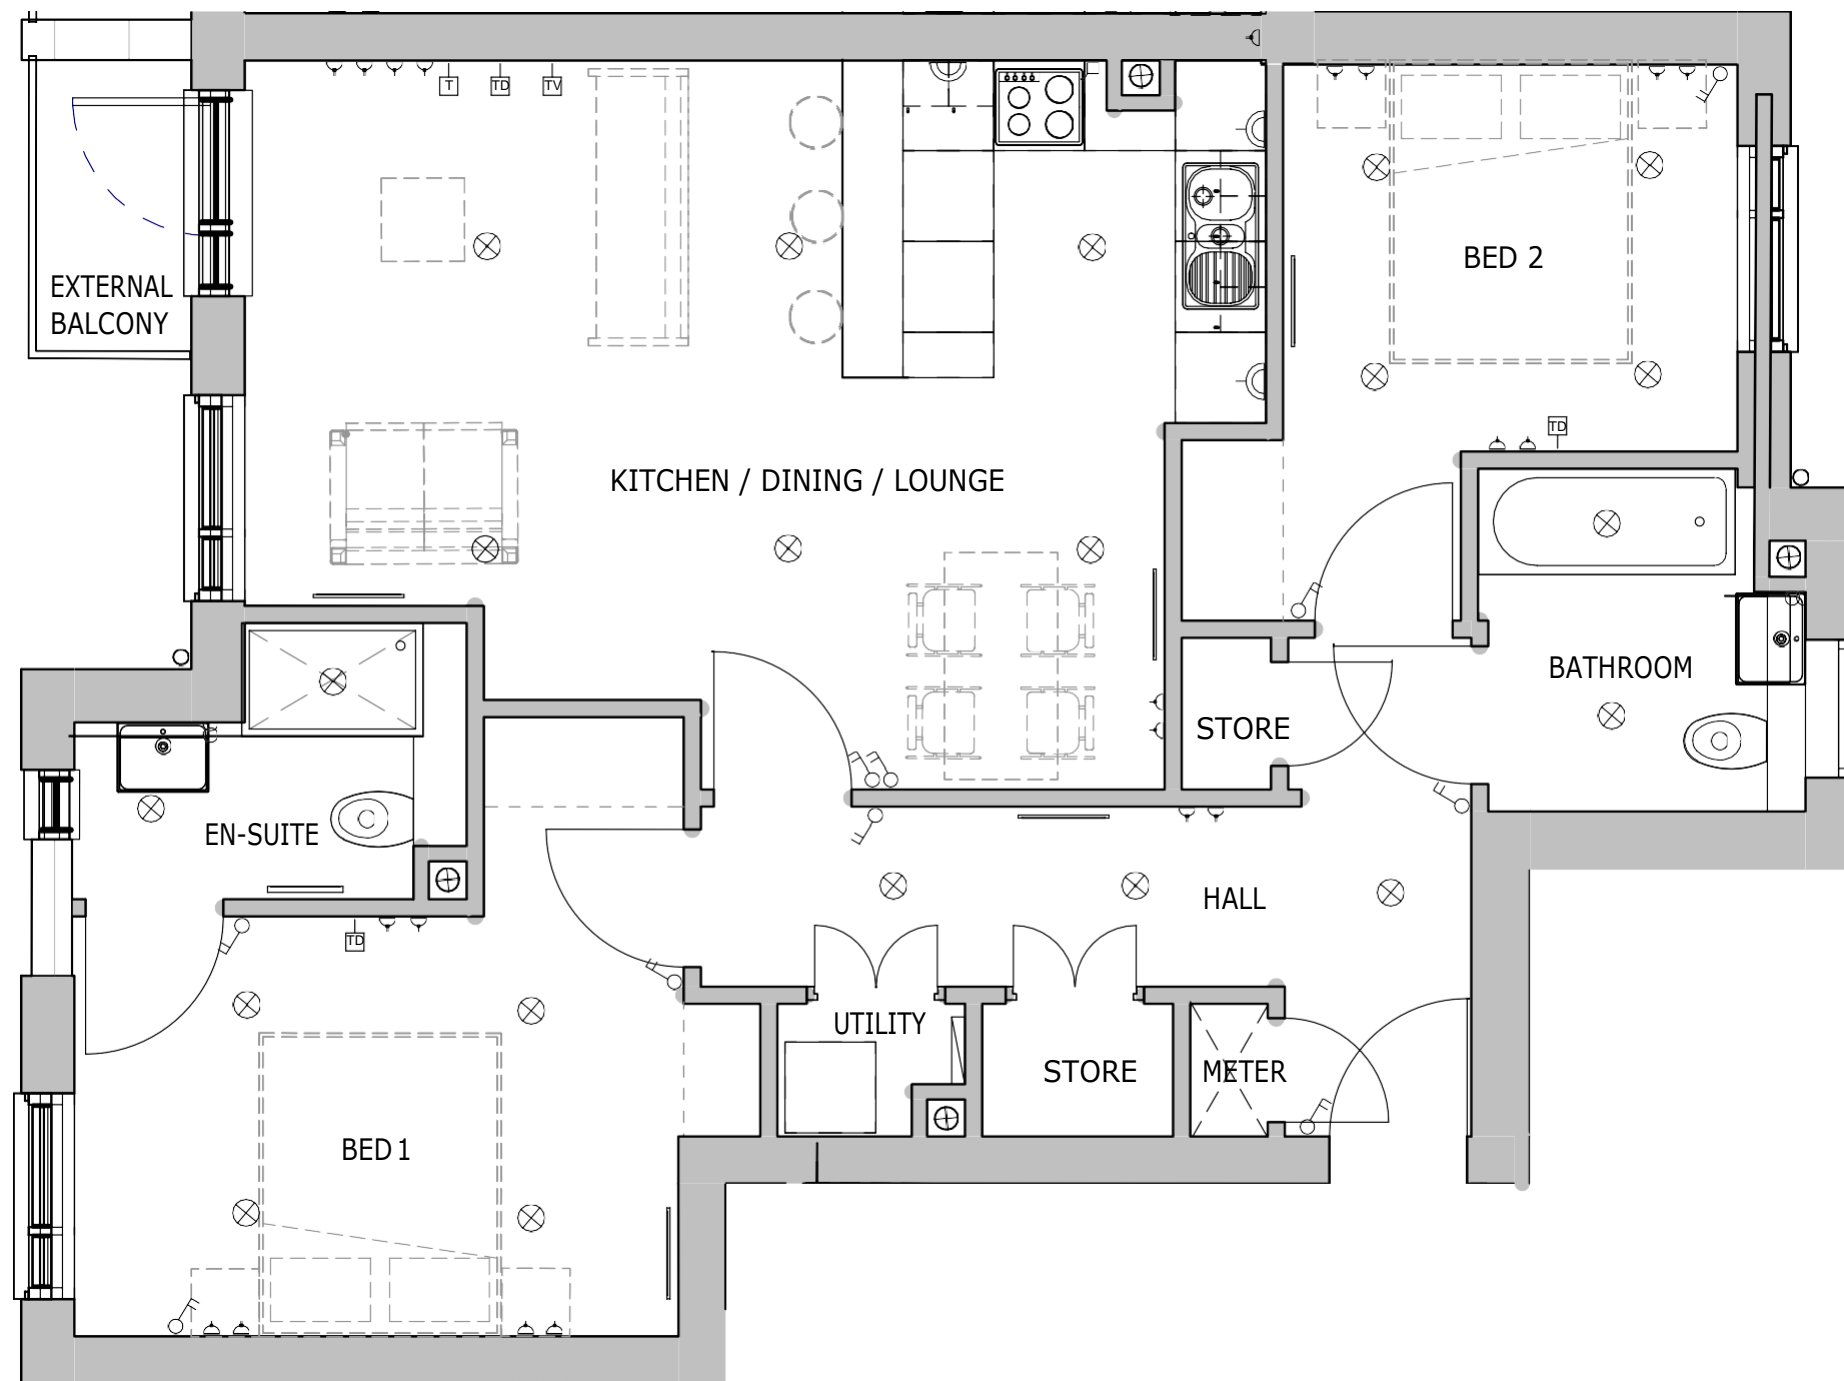 T
TD
TV
EXTERNAL
BALCONY
BED 2
TD
KITCHEN / DINING / LOUNGE
BATHROOM
STORE
EN-SUITE
HALL
TD
UTILITY
STORE
METER
BED 1